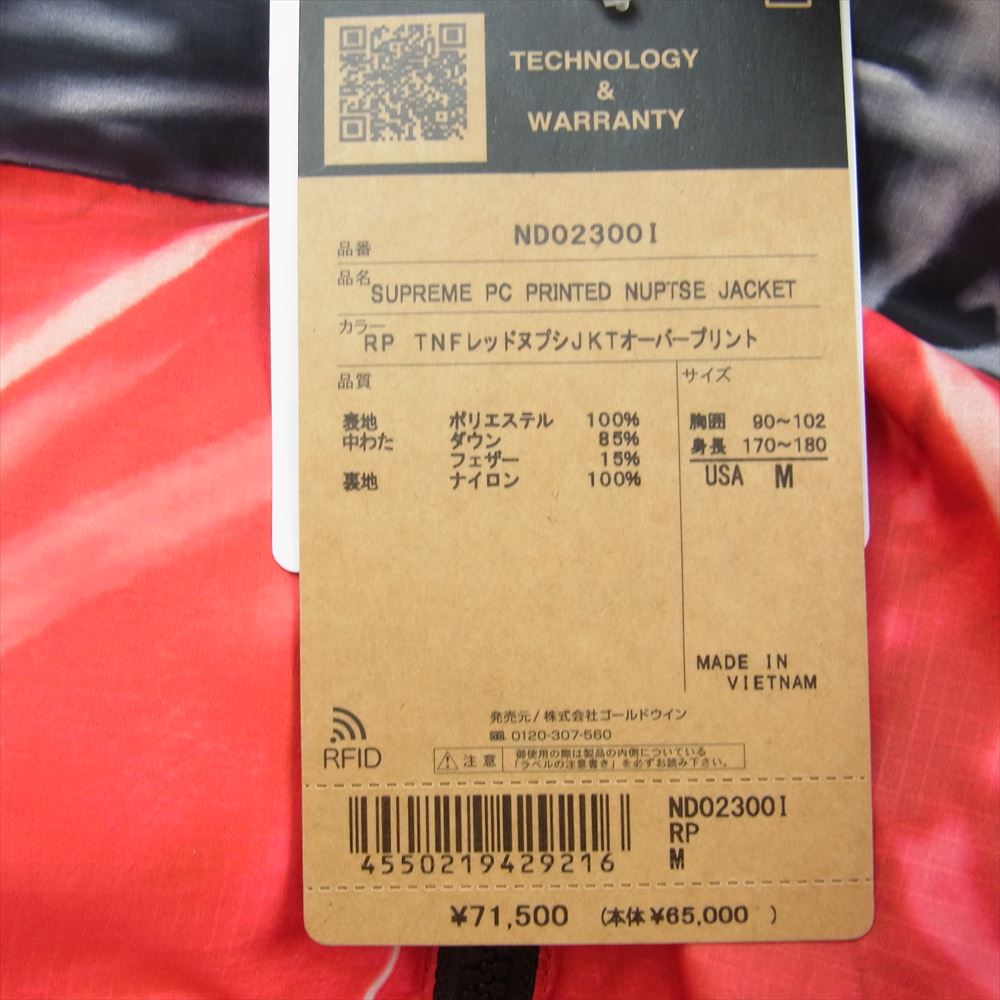 TECHNOLOGY
&
WARRANTY
品番 ND02300I
品名 SUPREME PC PRINTED NUPTSE JACKET
カラー RP TNFレッドヌプシJKTオーバープリント
品質
表地 ポリエステル 100%
中わた ダウン 85%
フェザー 15%
裏地 ナイロン 100%
サイズ
胸囲 90～102
身長 170～180
USA M
MADE IN
VIETNAM
発売元/株式会社ゴールドウイン
0120-307-560
RFID
注意
御使用の際は製品の内側についている
「ラベルの注意書き」を必ずお読み下さい。
4550219429216
ND02300I
RP
M
¥71,500 (本体¥65,000 )